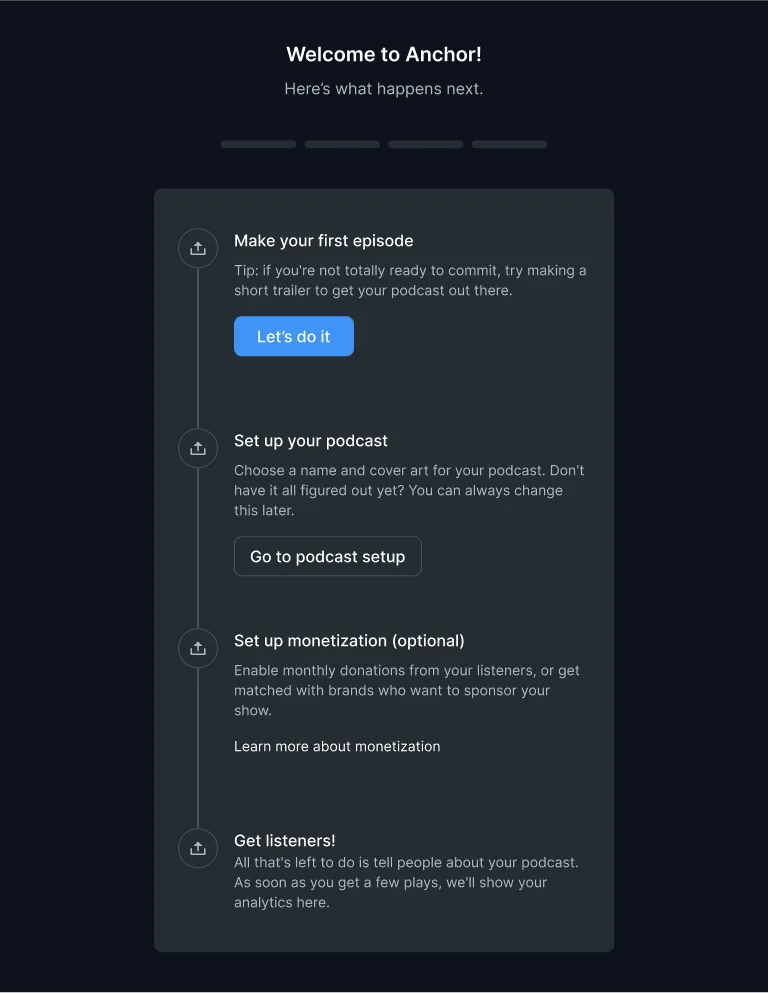 Welcome to Anchor!
Here’s what happens next.
Make your first episode
Tip: if you're not totally ready to commit, try making a
short trailer to get your podcast out there.
Let’s do it
Set up your podcast
Choose a name and cover art for your podcast. Don't
have it all figured out yet? You can always change
this later.
Go to podcast setup
Set up monetization (optional)
Enable monthly donations from your listeners, or get
matched with brands who want to sponsor your
show.
Learn more about monetization
Get listeners!
All that's left to do is tell people about your podcast.
As soon as you get a few plays, we'll show your
analytics here.